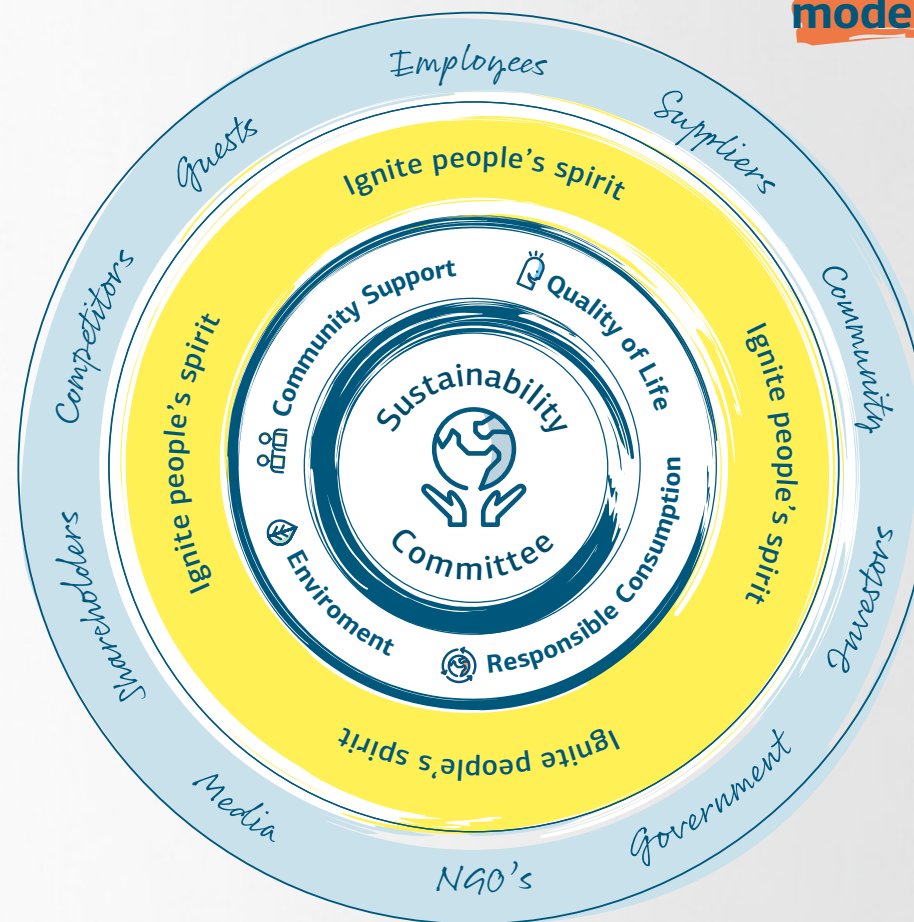 mode
Employees
Suppliers
Community
Investors
Government
NGO's
Media
Shareholders
Competitors
Guests
Ignite people's spirit
Ignite people's spirit
Ignite people's spirit
Ignite people's spirit
Community Support
Quality of Life
Responsible Consumption
Enviroment
Sustainability
Committee